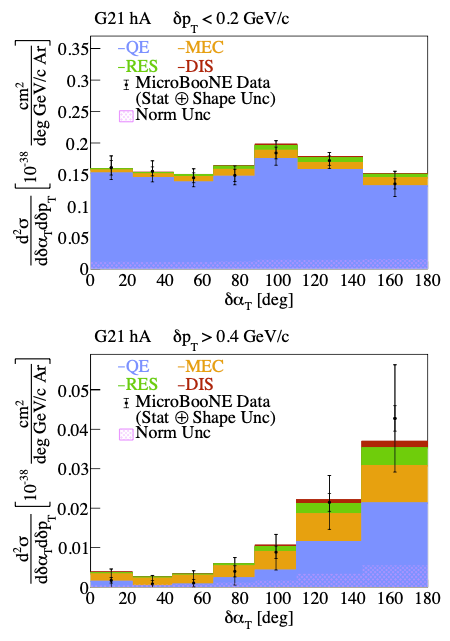 G21 hA δp_T < 0.2 GeV/c
–QE –MEC
–RES –DIS
MicroBooNE Data
(Stat ⊕ Shape Unc)
Norm Unc
d²σ/dδα_Tdδp_T [10⁻³⁸ cm²/deg GeV/c Ar]
0.35
0.3
0.25
0.2
0.15
0.1
0.05
0
0 20 40 60 80 100 120 140 160 180
δα_T [deg]
G21 hA δp_T > 0.4 GeV/c
–QE –MEC
–RES –DIS
MicroBooNE Data
(Stat ⊕ Shape Unc)
Norm Unc
d²σ/dδα_Tdδp_T [10⁻³⁸ cm²/deg GeV/c Ar]
0.05
0.04
0.03
0.02
0.01
0
0 20 40 60 80 100 120 140 160 180
δα_T [deg]